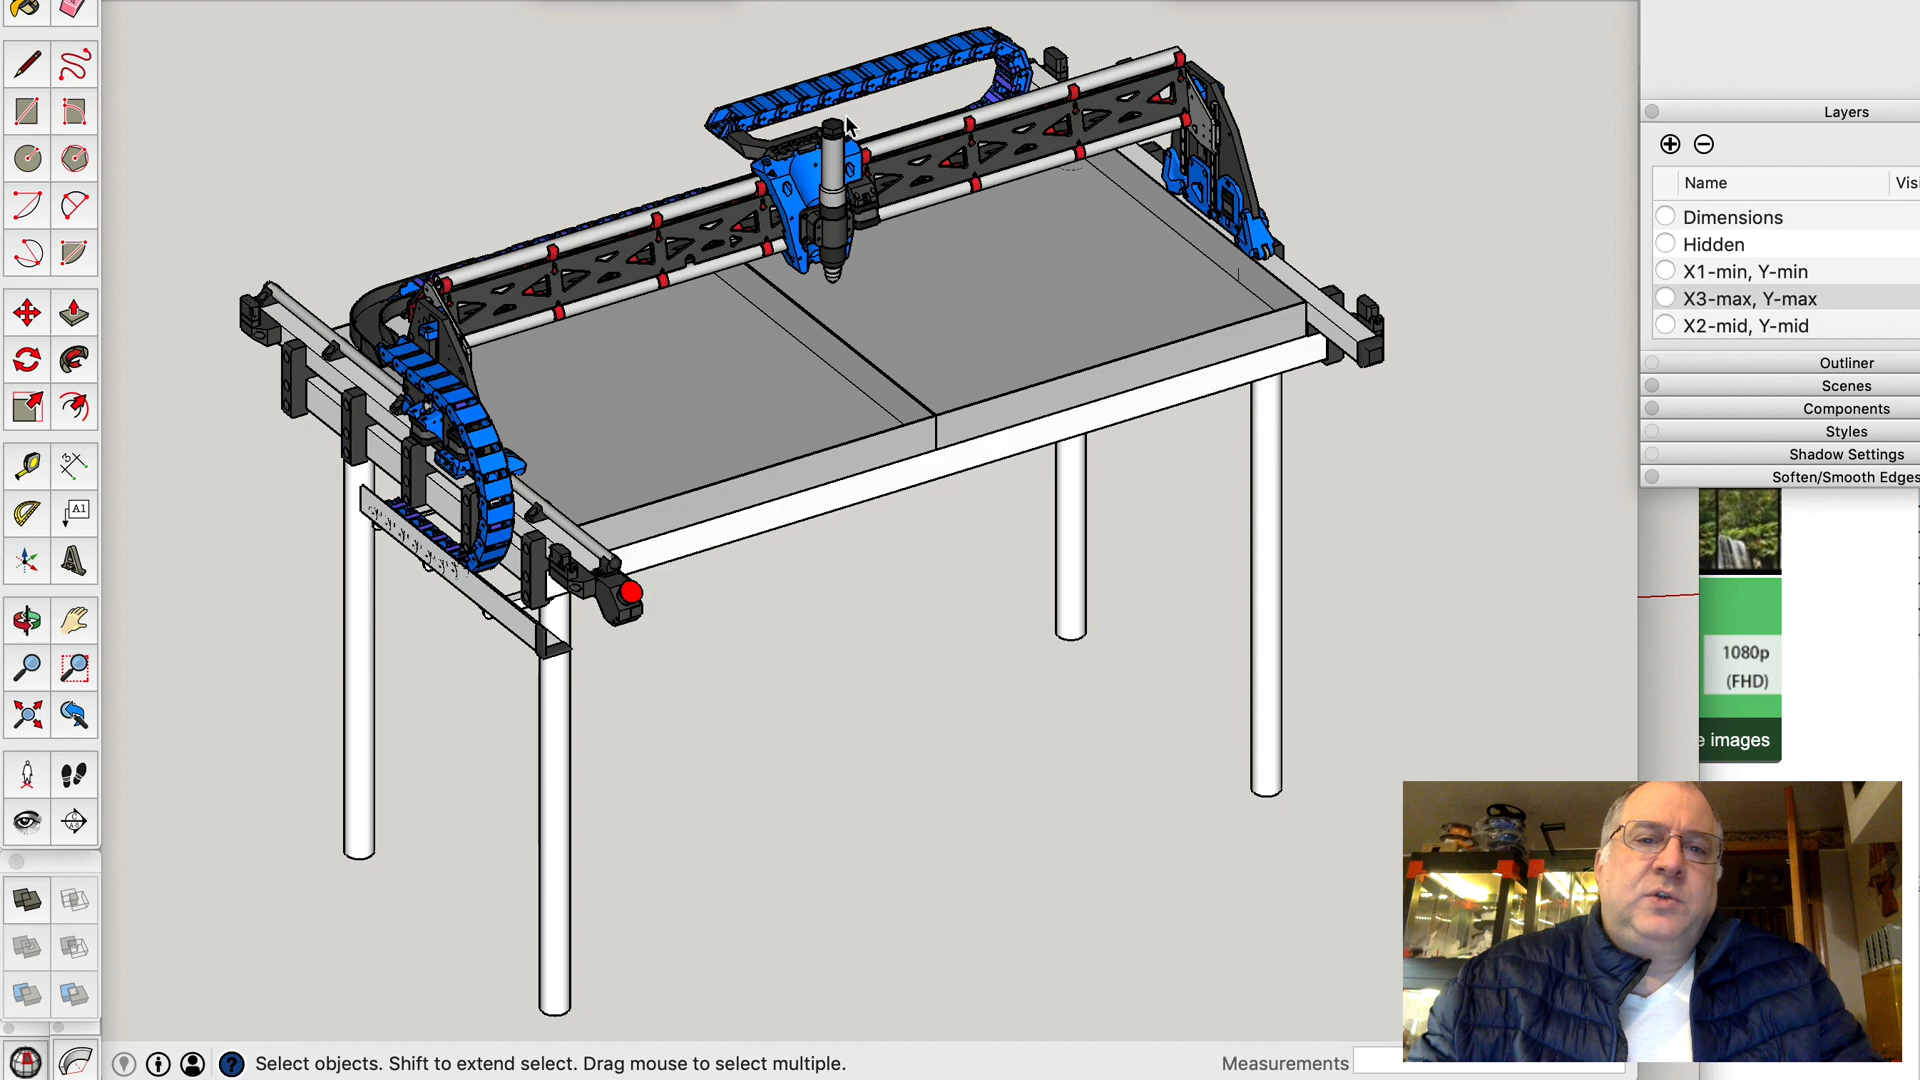 Layers
Name
Visi
Dimensions
Hidden
X1-min, Y-min
X3-max, Y-max
X2-mid, Y-mid
Outliner
Scenes
Components
Styles
Shadow Settings
Soften/Smooth Edges
A1
1080p
(FHD)
e images
Select objects. Shift to extend select. Drag mouse to select multiple.
Measurements